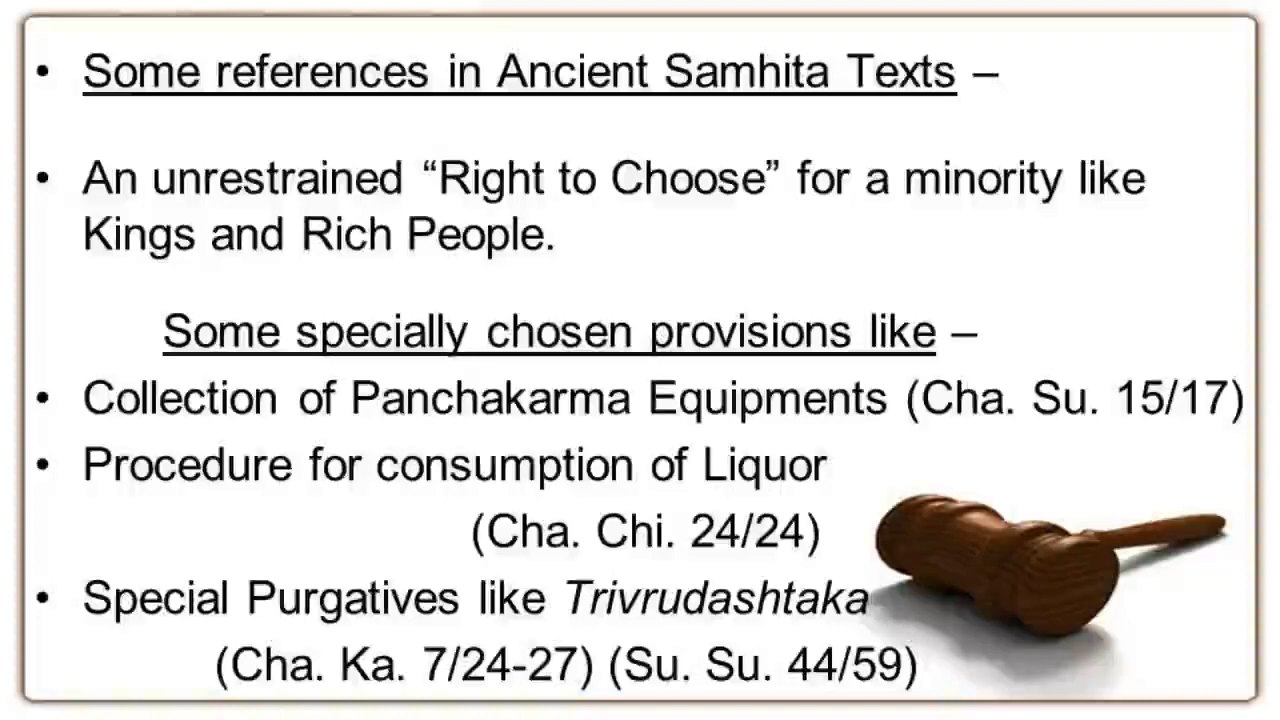 • Some references in Ancient Samhita Texts –
• An unrestrained “Right to Choose” for a minority like
Kings and Rich People.
Some specially chosen provisions like –
• Collection of Panchakarma Equipments (Cha. Su. 15/17)
• Procedure for consumption of Liquor
(Cha. Chi. 24/24)
• Special Purgatives like Trivrudashtaka
(Cha. Ka. 7/24-27) (Su. Su. 44/59)